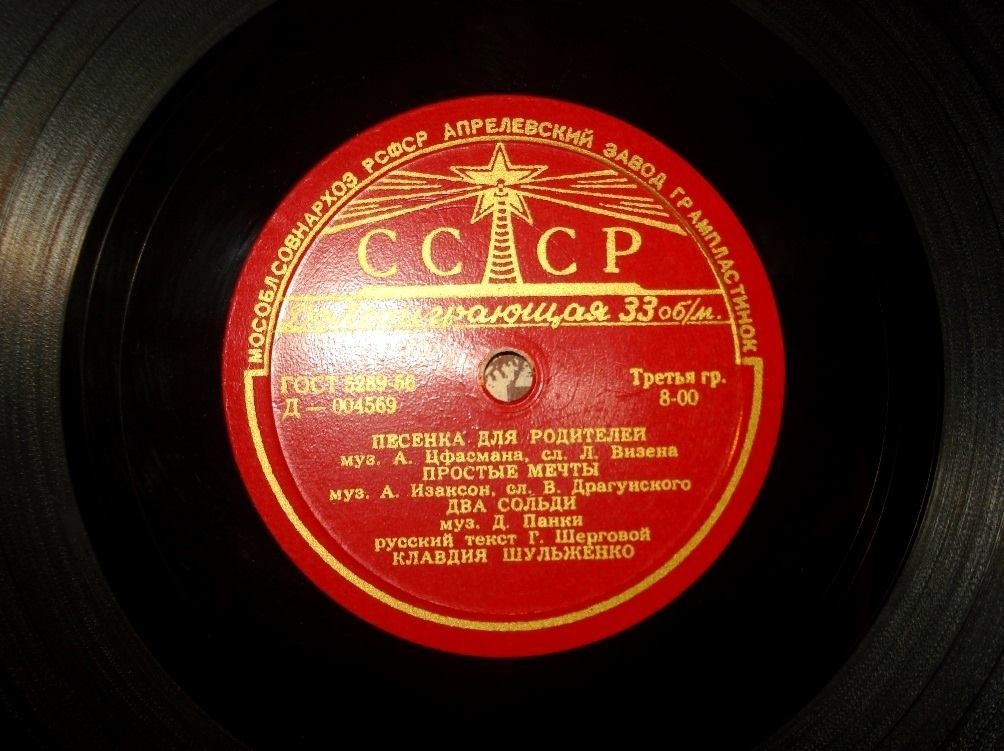 МОСОБЛСОВНАРХОЗ РСФСР АПРЕЛЕВСКИЙ ЗАВОД ГРАМПЛАСТИНОК
СССР
Долгоиграющая 33 об/м.
ГОСТ 5289-56
Д — 004569
Третья гр.
8-00
ПЕСЕНКА ДЛЯ РОДИТЕЛЕЙ
муз. А. Цфасмана, сл. Л. Визена
ПРОСТЫЕ МЕЧТЫ
муз. А. Изаксон, сл. В. Драгунского
ДВА СОЛЬДИ
муз. Д. Панки
русский текст Г. Шерговой
КЛАВДИЯ ШУЛЬЖЕНКО